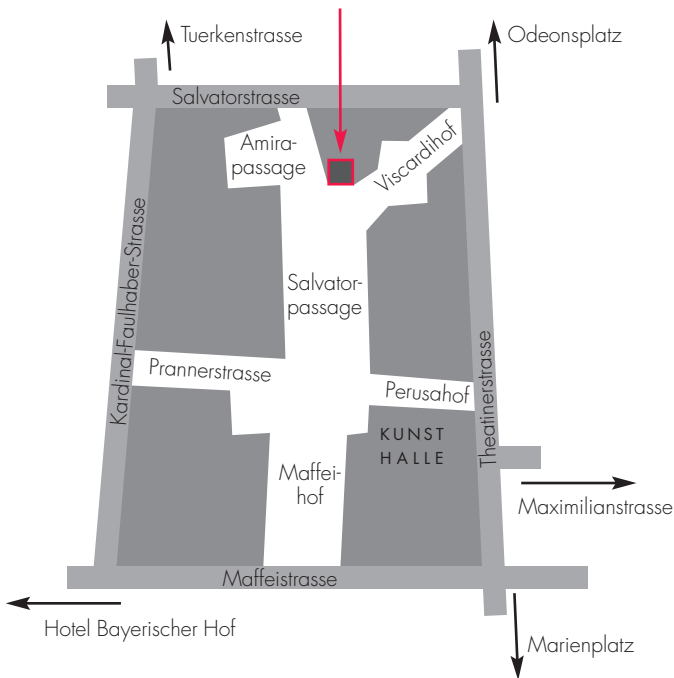 Tuerkenstrasse
Odeonsplatz
Salvatorstrasse
Amira-
passage
Viscardihof
Kardinal-Faulhaber-Strasse
Salvator-
passage
Prannerstrasse
Perusahof
Theatinerstrasse
KUNST
HALLE
Maffei-
hof
Maximilianstrasse
Maffeistrasse
Hotel Bayerischer Hof
Marienplatz